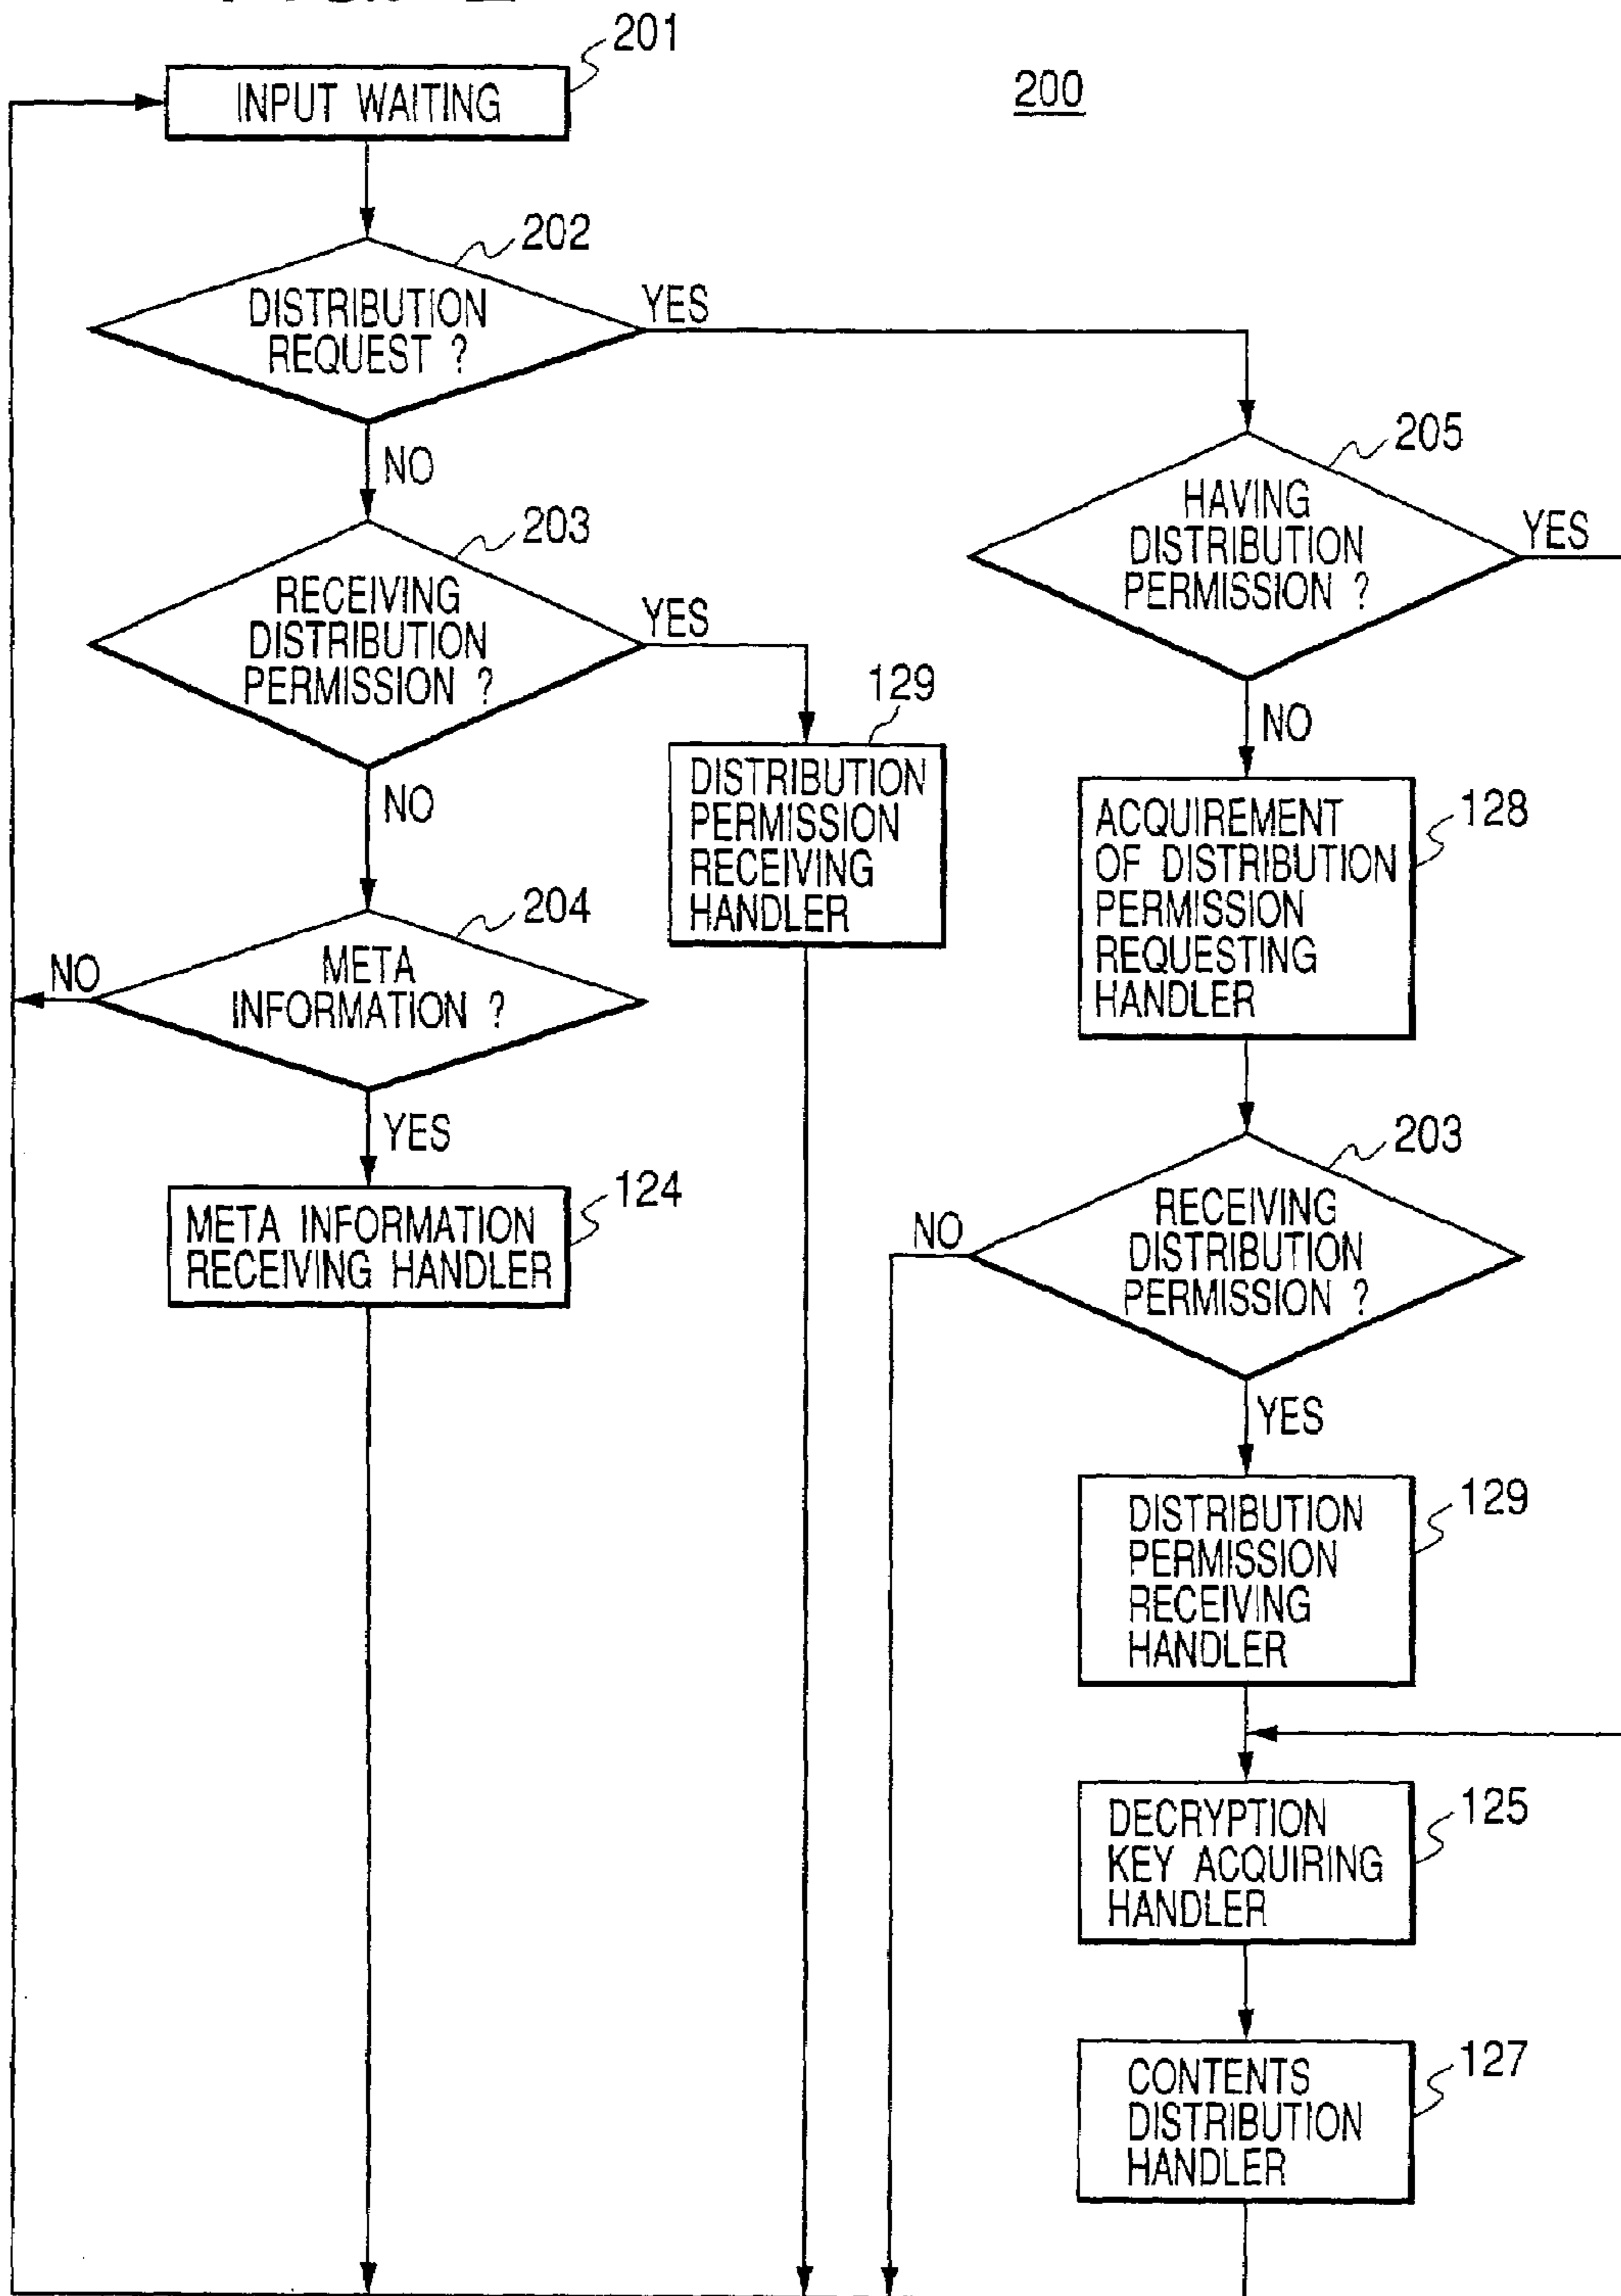 201
INPUT WAITING
200
202
DISTRIBUTION
REQUEST ?
YES
NO
205
HAVING
DISTRIBUTION
PERMISSION ?
YES
NO
203
RECEIVING
DISTRIBUTION
PERMISSION ?
YES
NO
129
DISTRIBUTION
PERMISSION
RECEIVING
HANDLER
128
ACQUIREMENT
OF DISTRIBUTION
PERMISSION
REQUESTING
HANDLER
204
META
INFORMATION ?
NO
YES
124
META INFORMATION
RECEIVING HANDLER
203
RECEIVING
DISTRIBUTION
PERMISSION ?
NO
YES
129
DISTRIBUTION
PERMISSION
RECEIVING
HANDLER
125
DECRYPTION
KEY ACQUIRING
HANDLER
127
CONTENTS
DISTRIBUTION
HANDLER